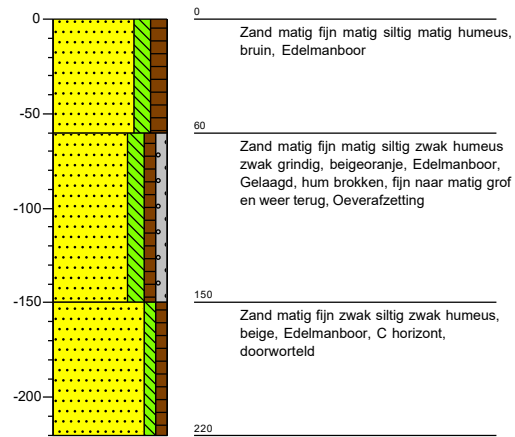 0
0
Zand matig fijn matig siltig matig humeus,
bruin, Edelmanboor
-50
60
Zand matig fijn matig siltig zwak humeus
zwak grindig, beigeoranje, Edelmanboor,
Gelaagd, hum brokken, fijn naar matig grof
en weer terug, Oeverafzetting
-100
-150
150
Zand matig fijn zwak siltig zwak humeus,
beige, Edelmanboor, C horizont,
doorworteld
-200
220